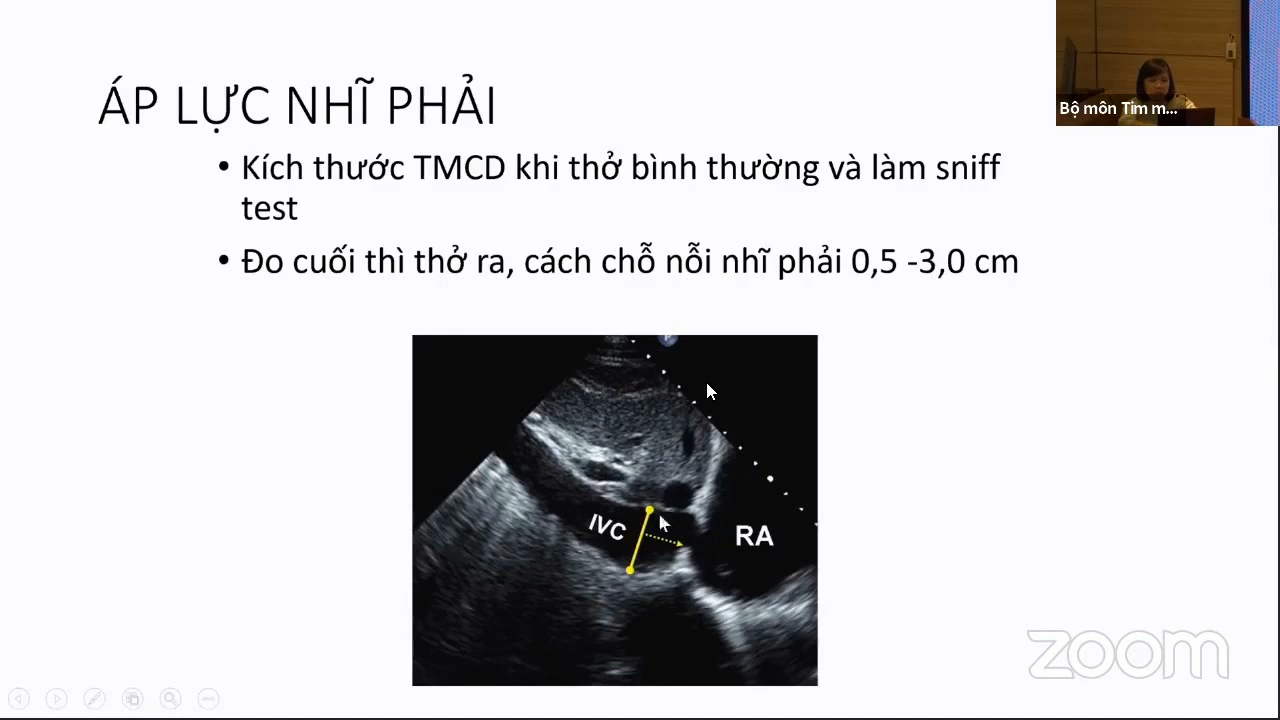 ÁP LỰC NHĨ PHẢI
Bộ môn Tim m...
• Kích thước TMCD khi thở bình thường và làm sniff
test
• Đo cuối thì thở ra, cách chỗ nỗi nhĩ phải 0,5 -3,0 cm
IVC
RA
zoom